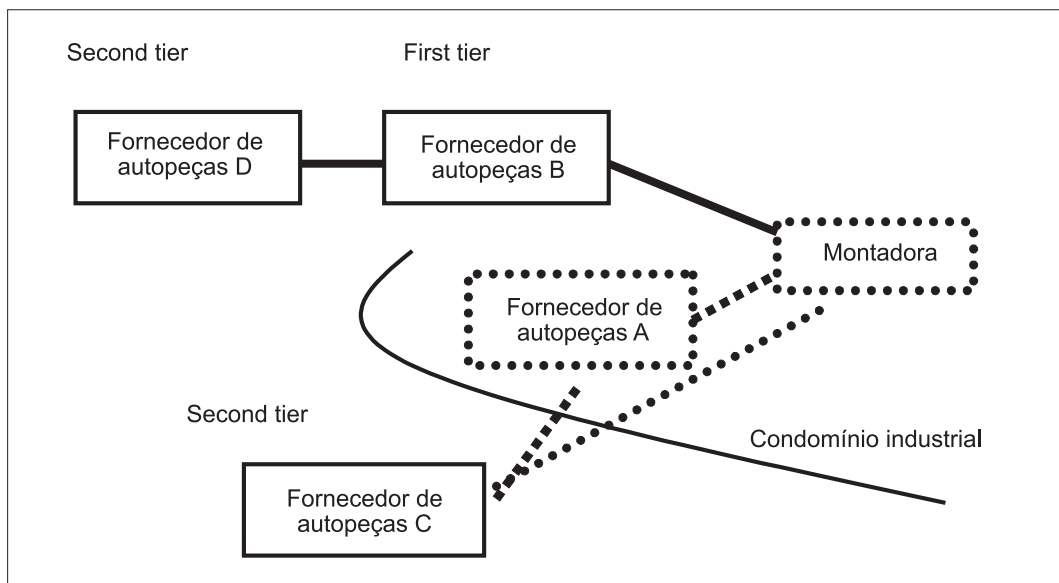 Second tier
First tier
Fornecedor de
autopeças D
Fornecedor de
autopeças B
Montadora
Fornecedor de
autopeças A
Second tier
Condomínio industrial
Fornecedor de
autopeças C